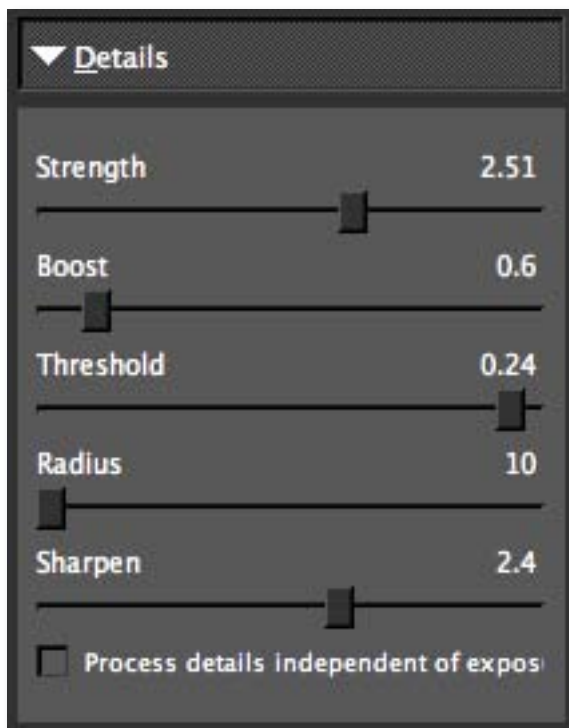 Details
Strength 2.51
Boost 0.6
Threshold 0.24
Radius 10
Sharpen 2.4
Process details independent of